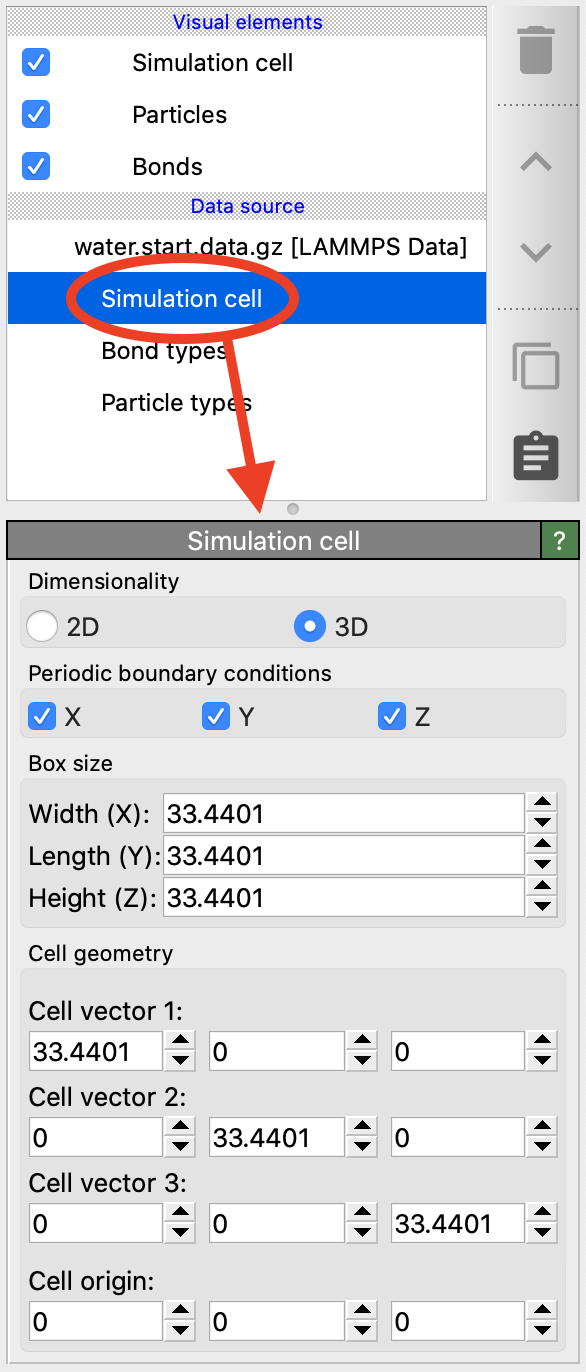 Visual elements
Simulation cell
Particles
Bonds
Data source
water.start.data.gz [LAMMPS Data]
Simulation cell
Bond types
Particle types
Simulation cell ?
Dimensionality
2D 3D
Periodic boundary conditions
X Y Z
Box size
Width (X): 33.4401
Length (Y): 33.4401
Height (Z): 33.4401
Cell geometry
Cell vector 1:
33.4401 0 0
Cell vector 2:
0 33.4401 0
Cell vector 3:
0 0 33.4401
Cell origin:
0 0 0